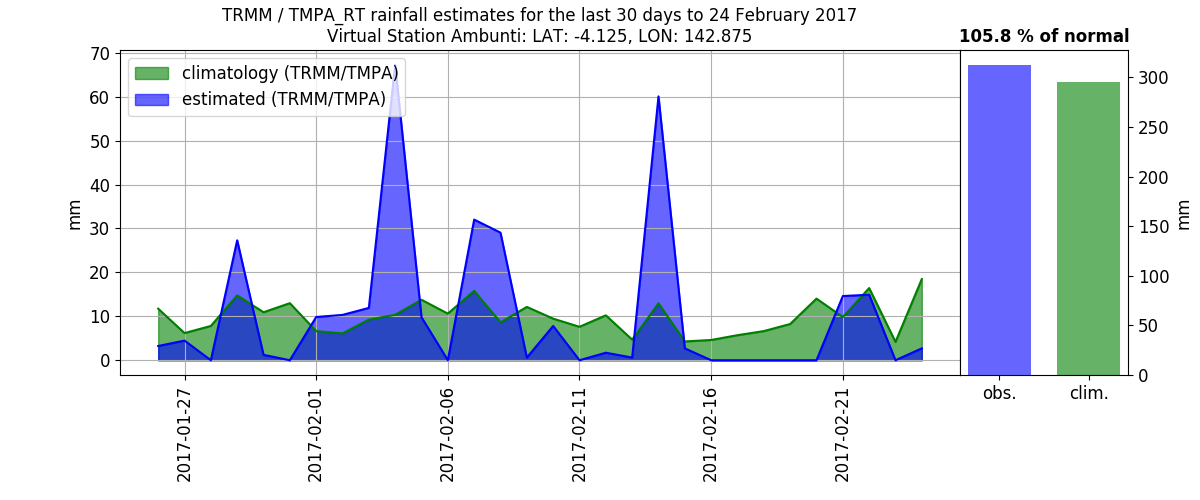 TRMM / TMPA_RT rainfall estimates for the last 30 days to 24 February 2017
Virtual Station Ambunti: LAT: -4.125, LON: 142.875
105.8 % of normal
climatology (TRMM/TMPA)
estimated (TRMM/TMPA)
70
60
50
40
30
20
10
0
mm
2017-01-27
2017-02-01
2017-02-06
2017-02-11
2017-02-16
2017-02-21
300
250
200
150
100
50
0
mm
obs.
clim.